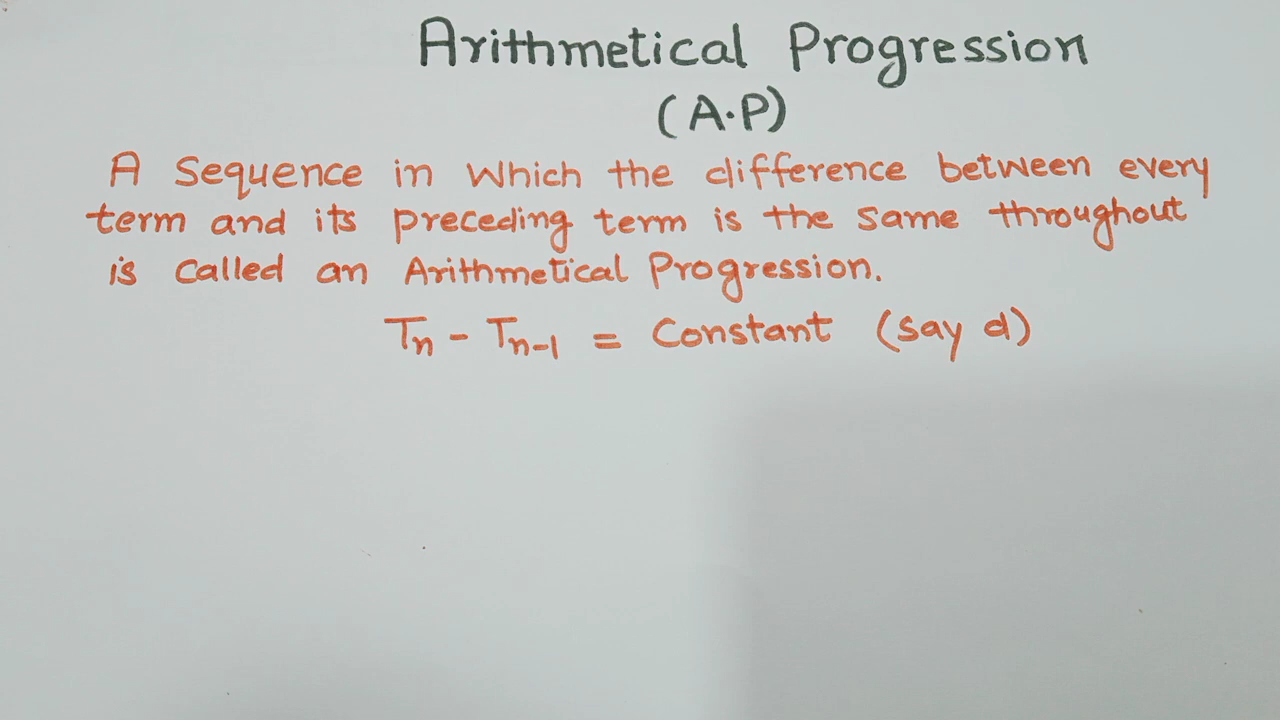 Arithmetical Progression
(A.P)
A Sequence in which the difference between every
term and its preceding term is the same throughout
is called an Arithmetical Progression.
Tn - Tn-1 = Constant (say d)